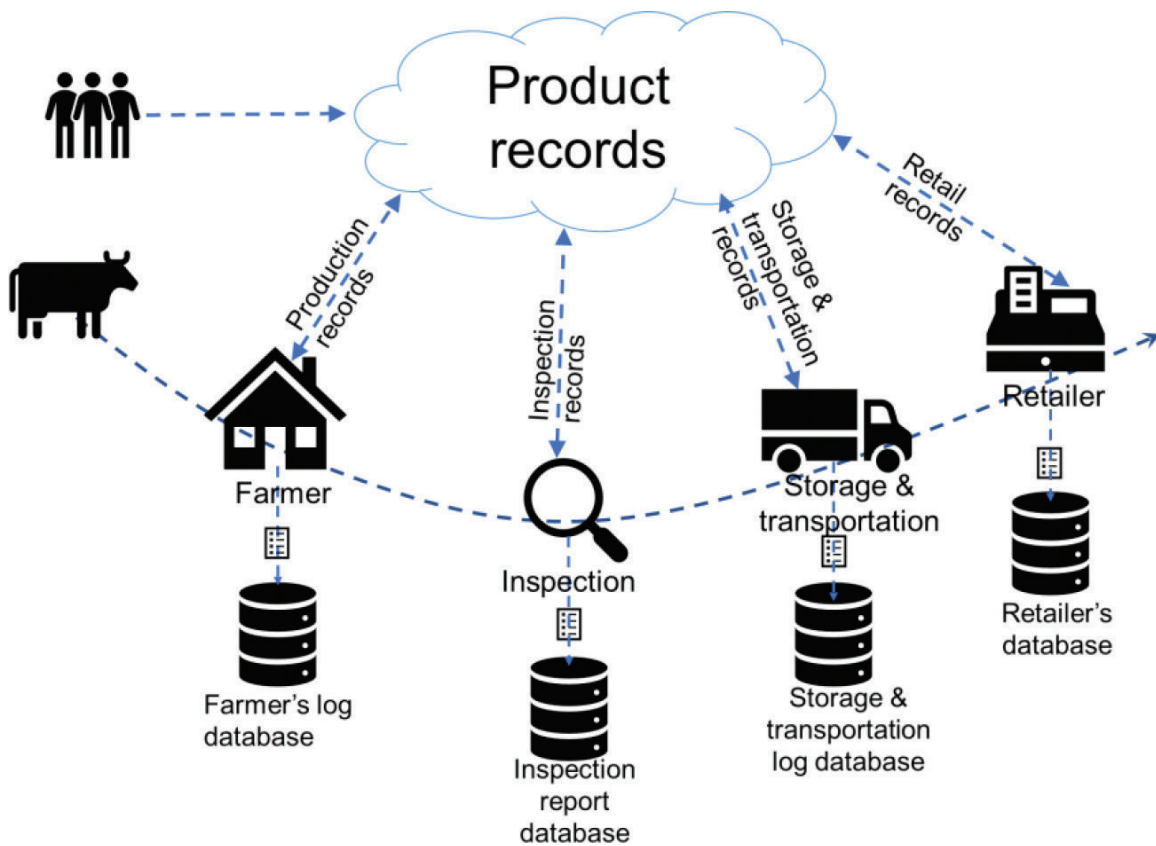 Product
records
Production
records
Inspection
records
Storage &
transportation
records
Retail
records
Farmer
Inspection
Storage &
transportation
Retailer
Farmer’s log
database
Inspection
report
database
Storage &
transportation
log database
Retailer’s
database